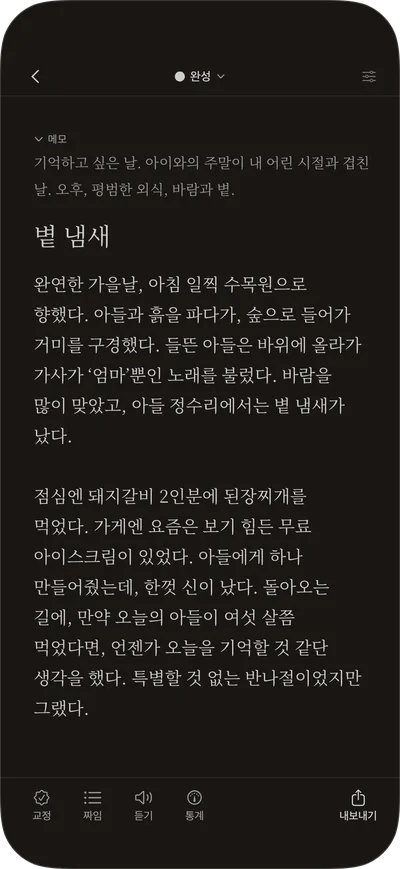 완성
메모
기억하고 싶은 날. 아이와의 주말이 내 어린 시절과 겹친
날. 오후, 평범한 외식, 바람과 볕.
볕 냄새
완연한 가을날, 아침 일찍 수목원으로
향했다. 아들과 흙을 파다가, 숲으로 들어가
거미를 구경했다. 들뜬 아들은 바위에 올라가
가사가 ‘엄마’뿐인 노래를 불렀다. 바람을
많이 맞았고, 아들 정수리에서는 볕 냄새가
났다.
점심엔 돼지갈비 2인분에 된장찌개를
먹었다. 가게엔 요즘은 보기 힘든 무료
아이스크림이 있었다. 아들에게 하나
만들어줬는데, 한껏 신이 났다. 돌아오는
길에, 만약 오늘의 아들이 여섯 살쯤
먹었다면, 언젠가 오늘을 기억할 것 같단
생각을 했다. 특별할 것 없는 반나절이었지만
그랬다.
교정
짜임
듣기
통계
내보내기